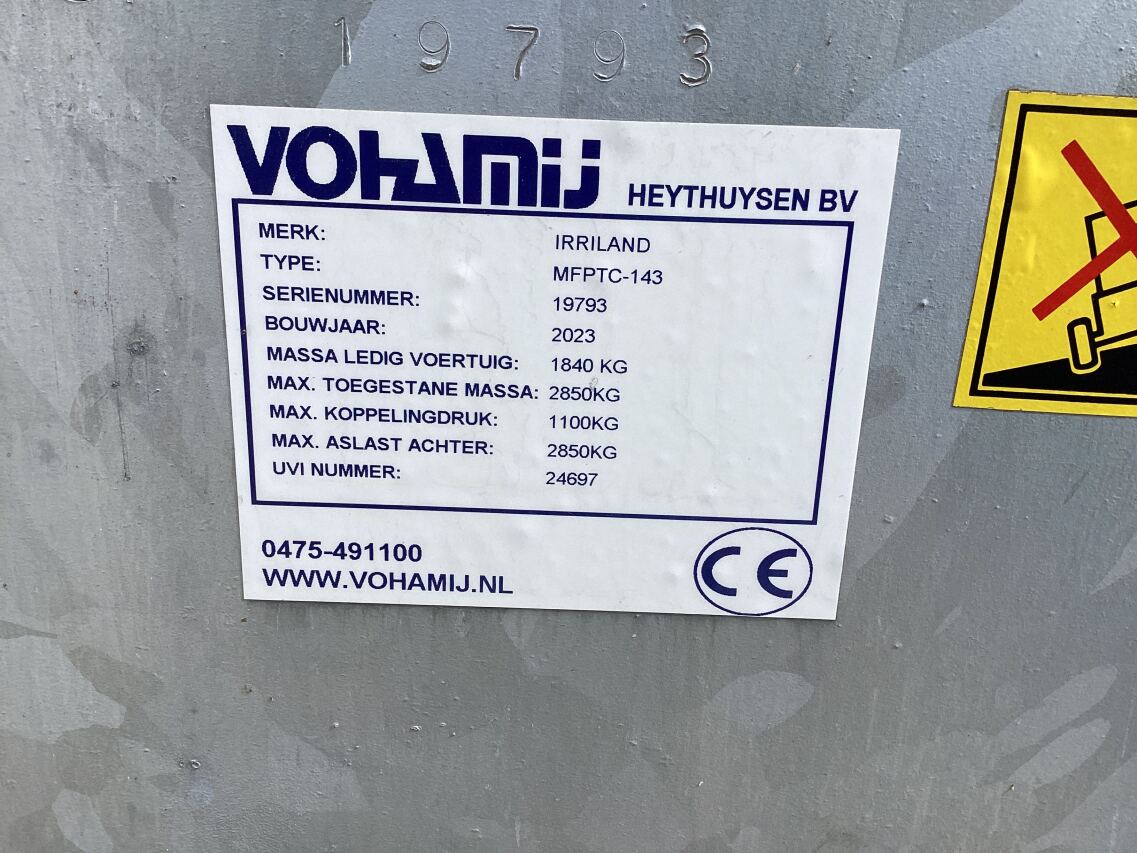 19793
VOHAMIJ HEYTHUYSEN BV
MERK: IRRILAND
TYPE: MFPTC-143
SERIENUMMER: 19793
BOUWJAAR: 2023
MASSA LEDIG VOERTUIG: 1840 KG
MAX. TOEGESTANE MASSA: 2850KG
MAX. KOPPELINGDRUK: 1100KG
MAX. ASLAST ACHTER: 2850KG
UVI NUMMER: 24697
0475-491100
WWW.VOHAMIJ.NL
CE